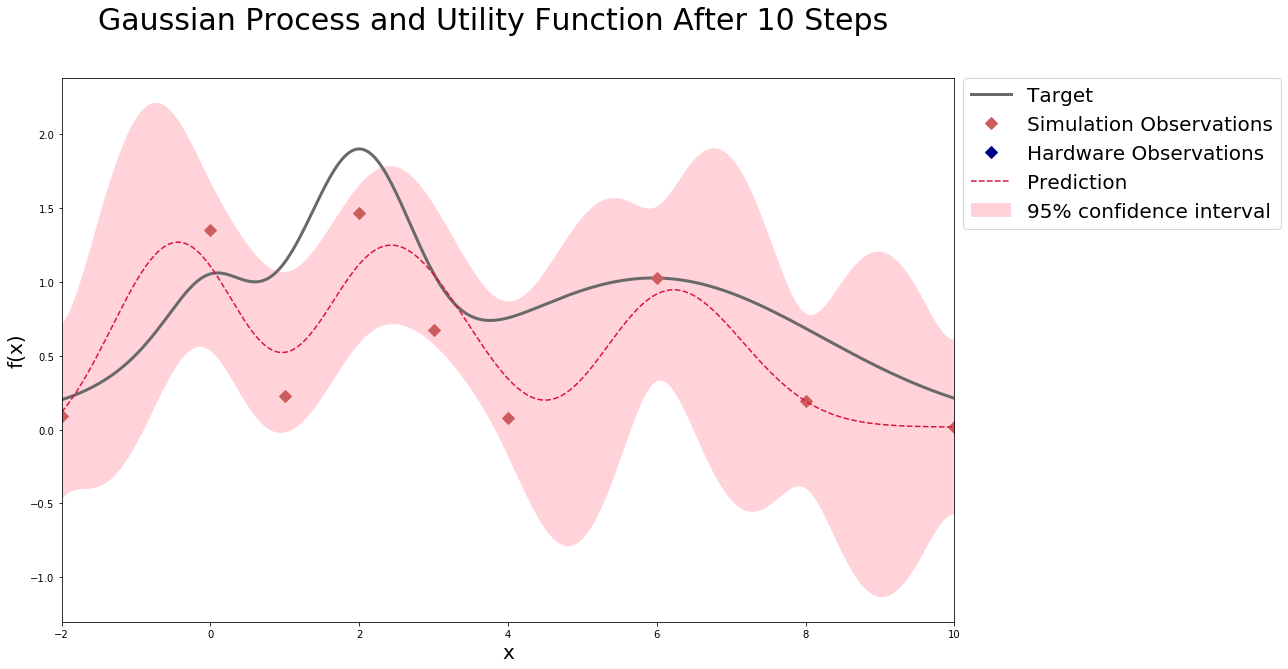 Gaussian Process and Utility Function After 10 Steps
Target
Simulation Observations
Hardware Observations
Prediction
95% confidence interval
f(x)
2.0
1.5
1.0
0.5
0.0
−0.5
−1.0
−2 0 2 4 6 8 10
x